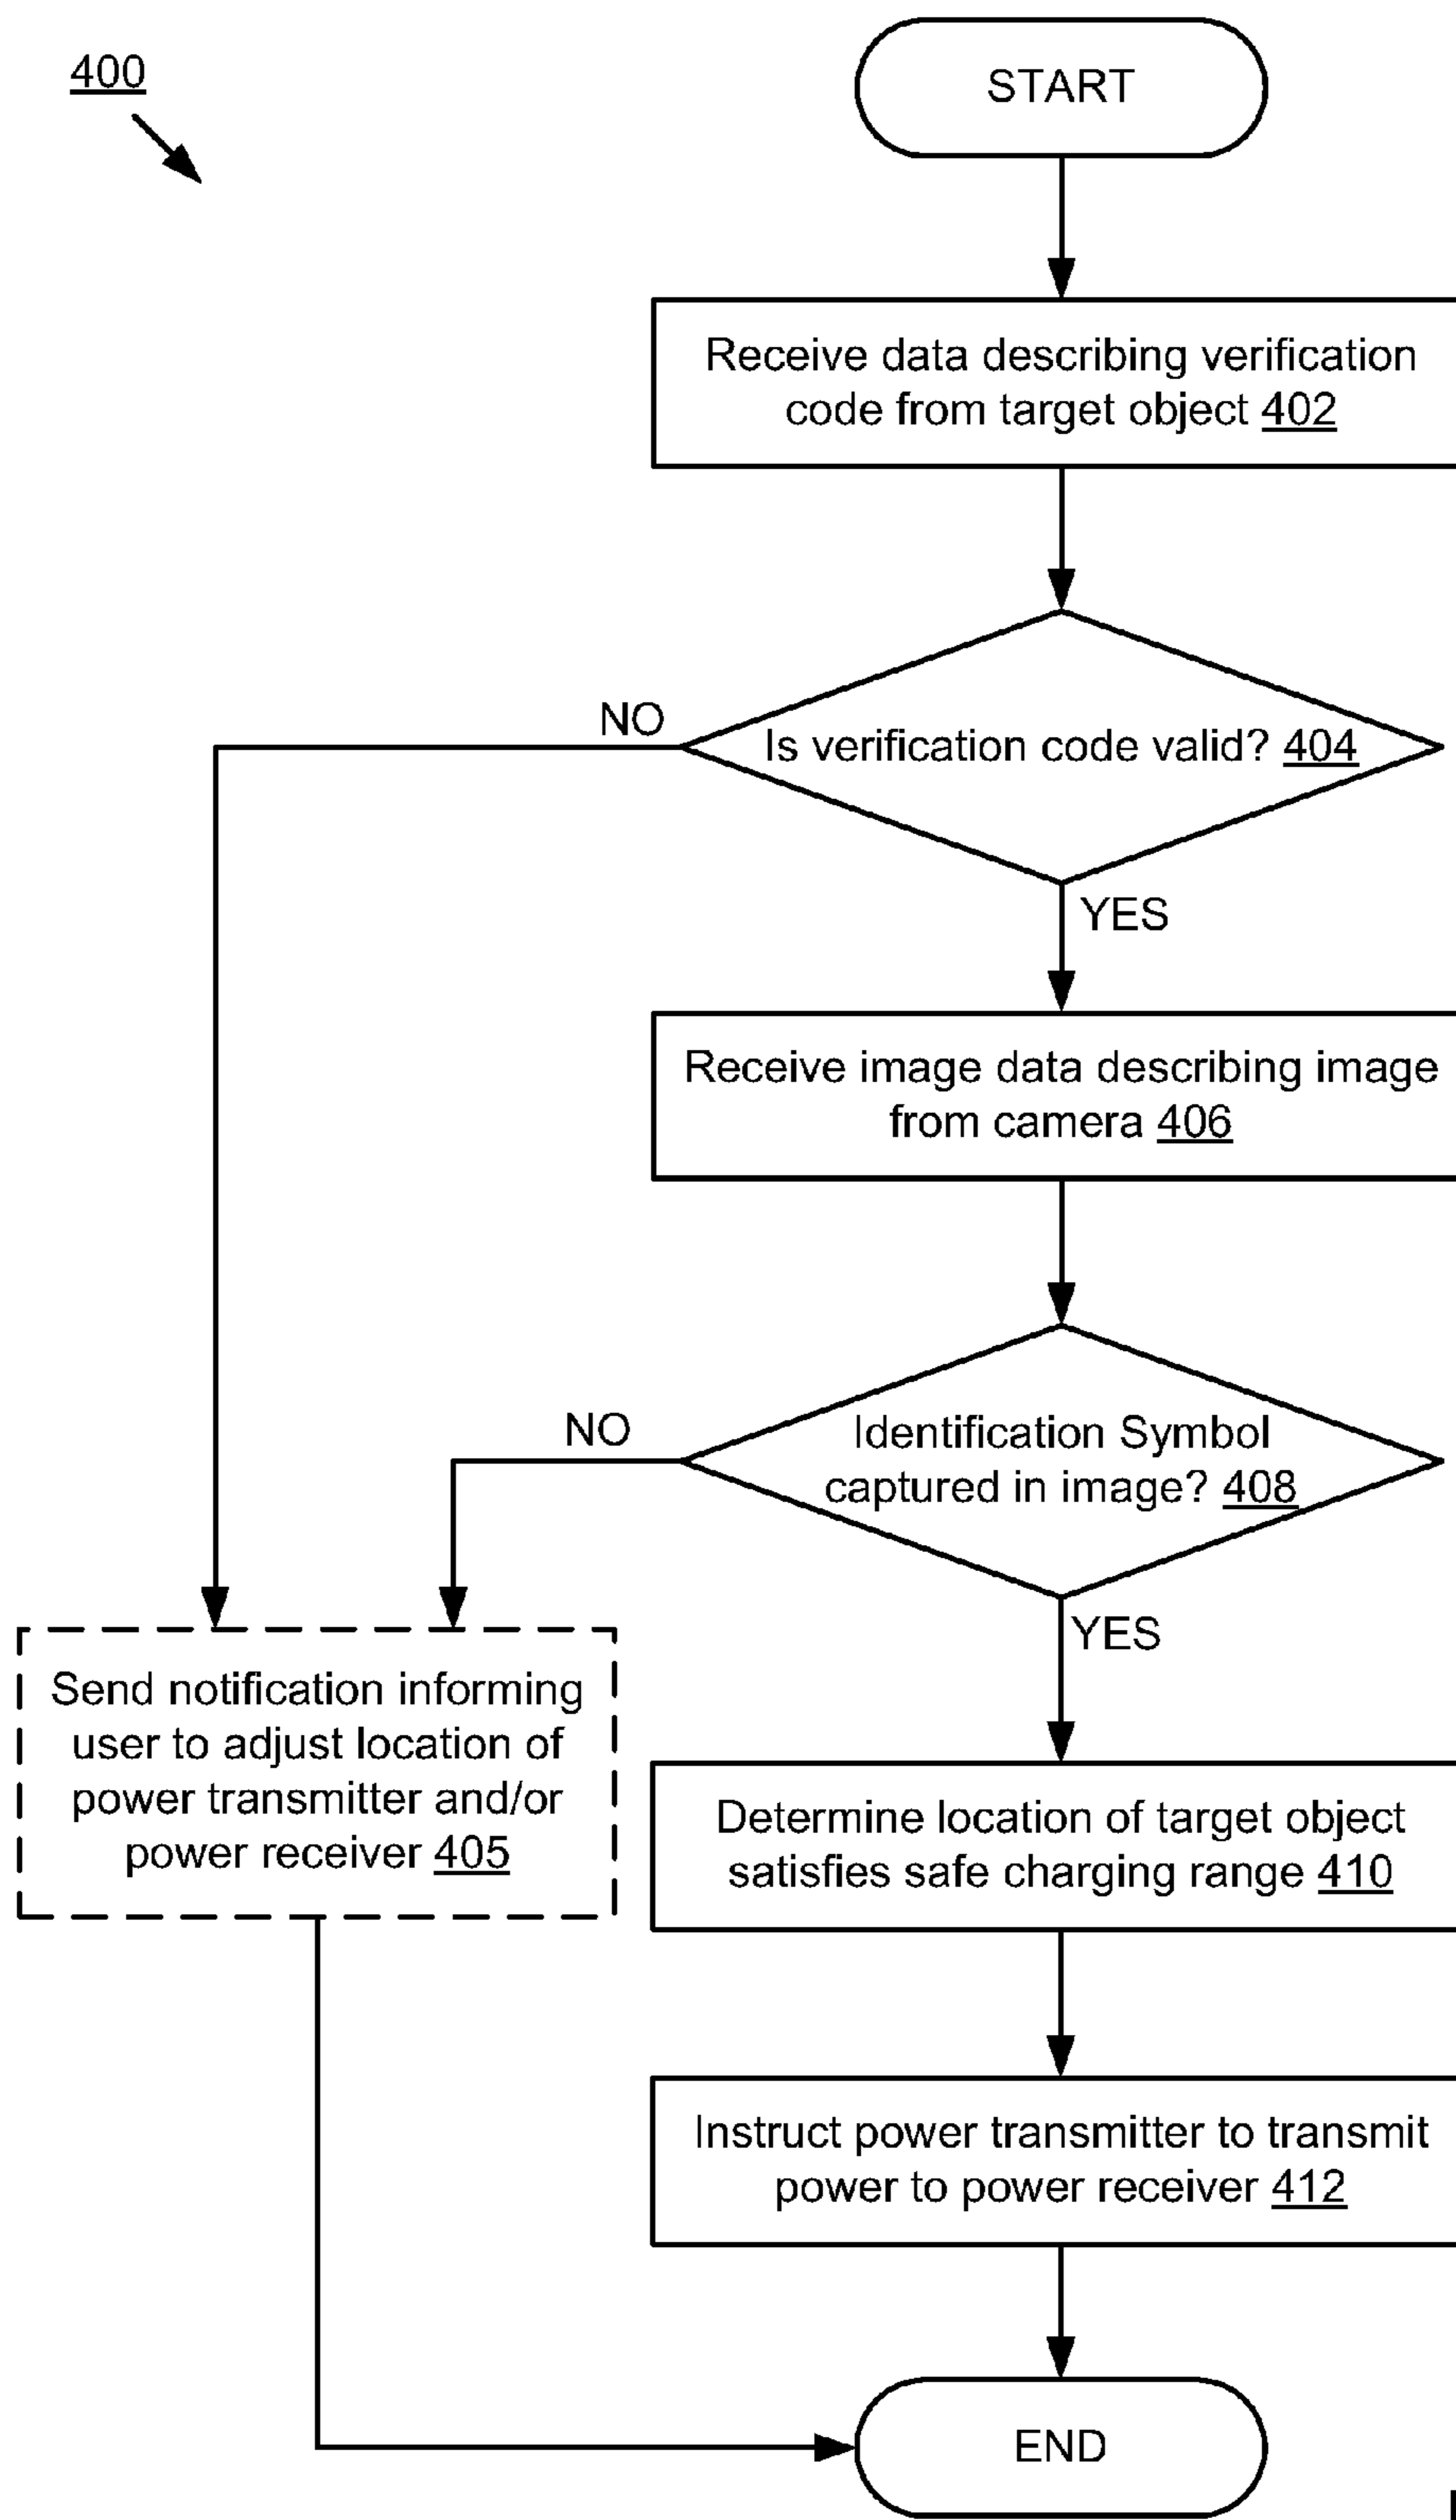 400
START
Receive data describing verification
code from target object 402
NO
Is verification code valid? 404
YES
Receive image data describing image
from camera 406
NO
Identification Symbol
captured in image? 408
YES
Send notification informing
user to adjust location of
power transmitter and/or
power receiver 405
Determine location of target object
satisfies safe charging range 410
Instruct power transmitter to transmit
power to power receiver 412
END